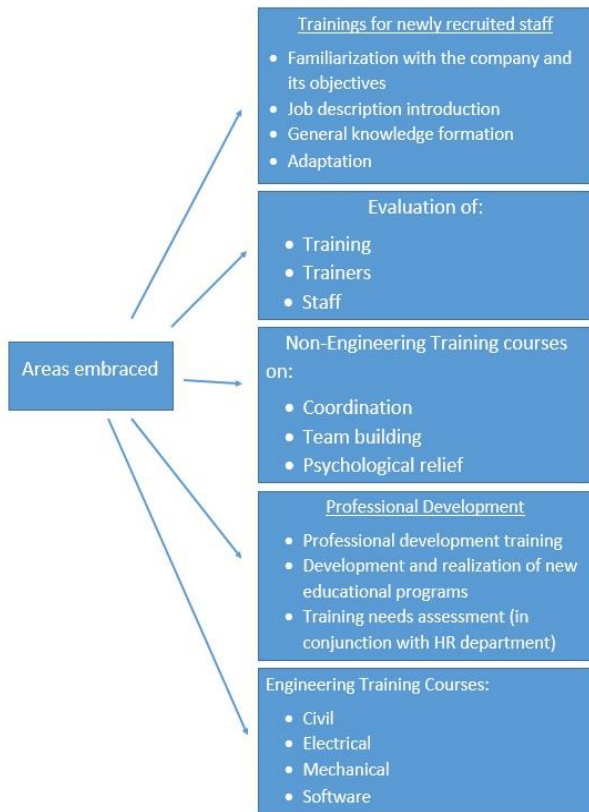 Trainings for newly recruited staff
• Familiarization with the company and
its objectives
• Job description introduction
• General knowledge formation
• Adaptation
Evaluation of:
• Training
• Trainers
• Staff
Areas embraced
Non-Engineering Training courses
on:
• Coordination
• Team building
• Psychological relief
Professional Development
• Professional development training
• Development and realization of new
educational programs
• Training needs assessment (in
conjunction with HR department)
Engineering Training Courses:
• Civil
• Electrical
• Mechanical
• Software